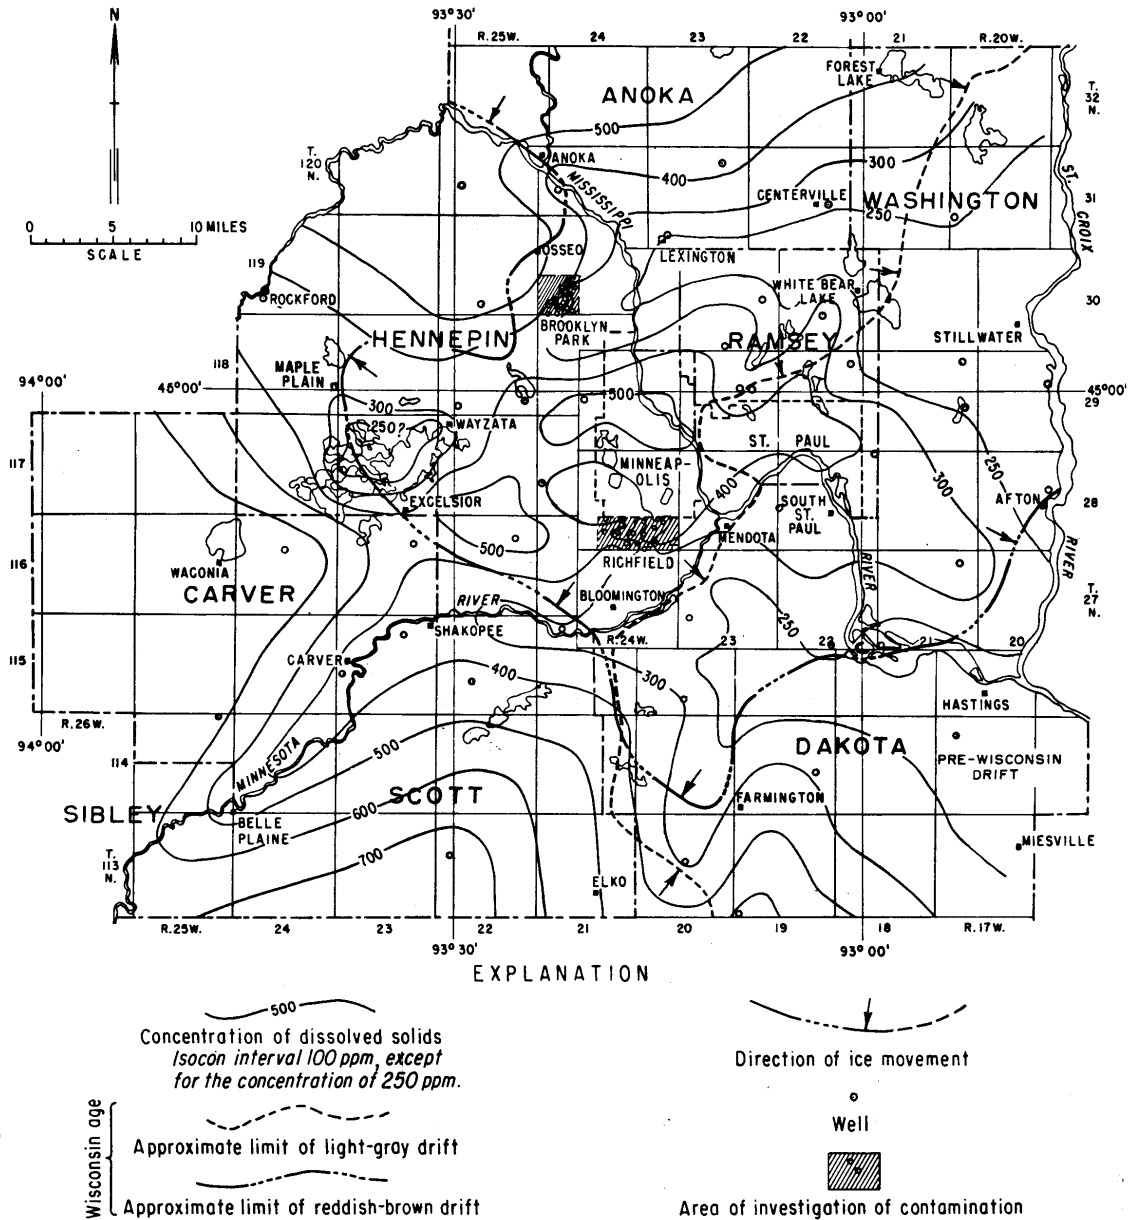 N
93°30'
93°00'
R.25W.
24
23
22
21
R.20W.
FOREST
LAKE
ANOKA
T.
32
N.
500
T.
120
N.
ANOKA
300
ST.
MISSISSIPPI
400
CENTERVILLE
WASHINGTON
31
250
CROIX
0
5
10 MILES
SCALE
OSSEO
LEXINGTON
119
ROCKFORD
WHITE BEAR
LAKE
30
BROOKLYN
PARK
HENNEPIN
RAMSEY
STILLWATER
118
MAPLE
PLAIN
94°00'
45°00'
45°00'
29
300
500
250?
WAYZATA
ST. PAUL
117
MINNEAP-
OLIS
250
400
300
EXCELSIOR
SOUTH
ST.
PAUL
AFTON
28
MENDOTA
500
116
WACONIA
RICHFIELD
RIVER
RIVER
CARVER
RIVER
BLOOMINGTON
T.
27
N.
SHAKOPEE
250
R.24W.
23
22
21
20
115
CARVER
400
300
HASTINGS
R.26W.
94°00'
MINNESOTA
500
DAKOTA
114
PRE-WISCONSIN
DRIFT
SCOTT
SIBLEY
600
FARMINGTON
BELLE
PLAINE
T.
113
N.
700
MIESVILLE
ELKO
R.25W.
24
23
22
21
20
19
18
R.17W.
93°30'
93°00'
EXPLANATION
500
Concentration of dissolved solids
Isocon interval 100 ppm, except
for the concentration of 250 ppm.
Direction of ice movement
Well
Wisconsin age
Approximate limit of light-gray drift
Approximate limit of reddish-brown drift
Area of investigation of contamination